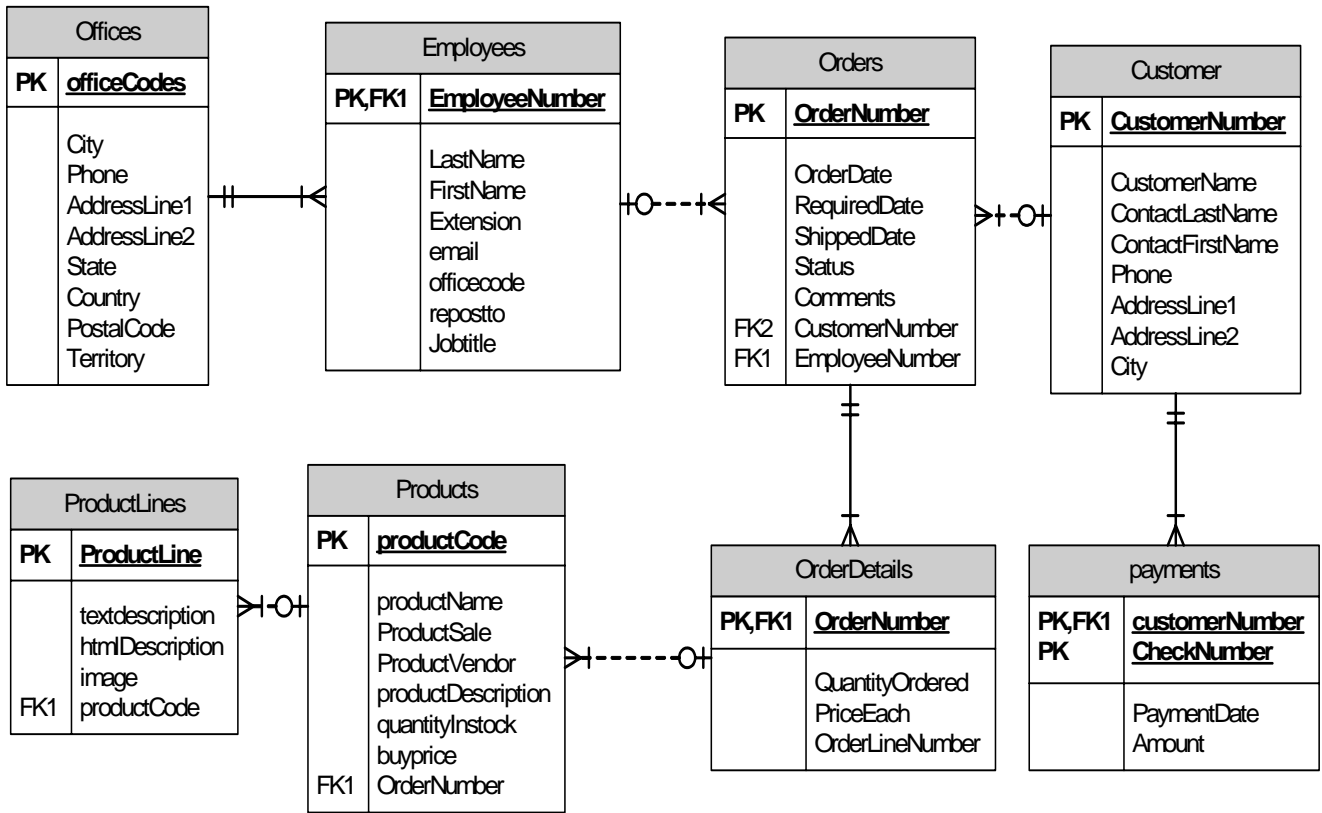 Offices
PK officeCodes
City
Phone
AddressLine1
AddressLine2
State
Country
PostalCode
Territory
Employees
PK,FK1 EmployeeNumber
LastName
FirstName
Extension
email
officecode
repostto
Jobtitle
Orders
PK OrderNumber
OrderDate
RequiredDate
ShippedDate
Status
Comments
FK2 CustomerNumber
FK1 EmployeeNumber
Customer
PK CustomerNumber
CustomerName
ContactLastName
ContactFirstName
Phone
AddressLine1
AddressLine2
City
ProductLines
PK ProductLine
textdescription
htmlDescription
image
FK1 productCode
Products
PK productCode
productName
ProductSale
ProductVendor
productDescription
quantityInstock
buyprice
FK1 OrderNumber
OrderDetails
PK,FK1 OrderNumber
QuantityOrdered
PriceEach
OrderLineNumber
payments
PK,FK1 customerNumber
PK CheckNumber
PaymentDate
Amount